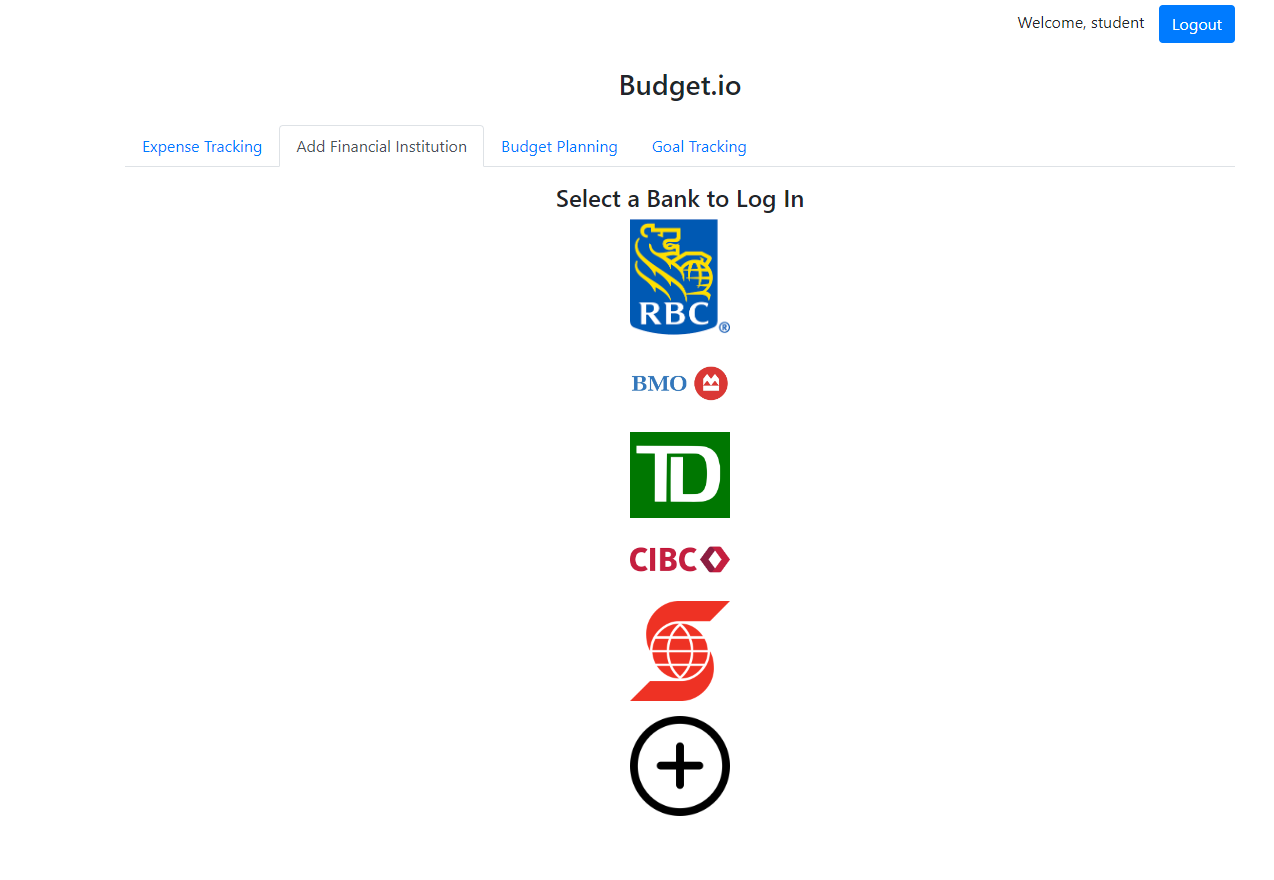 Welcome, student Logout
Budget.io
Expense Tracking Add Financial Institution Budget Planning Goal Tracking
Select a Bank to Log In
RBC ®
BMO
TD
CIBC